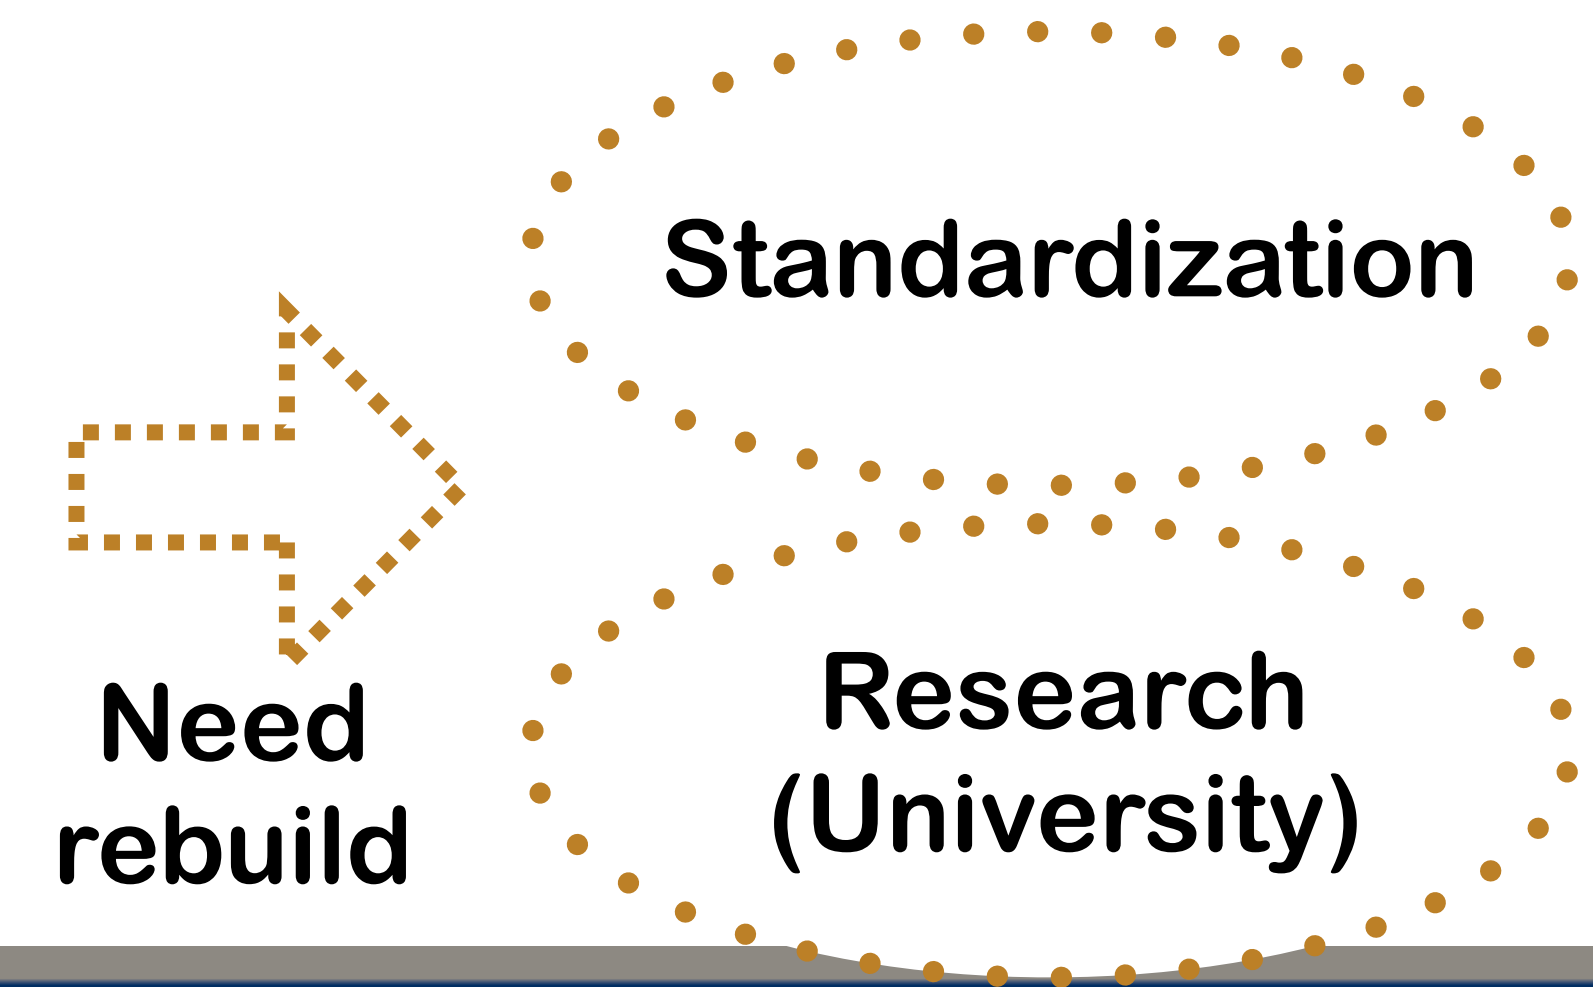 Standardization
Need
rebuild
Research
(University)